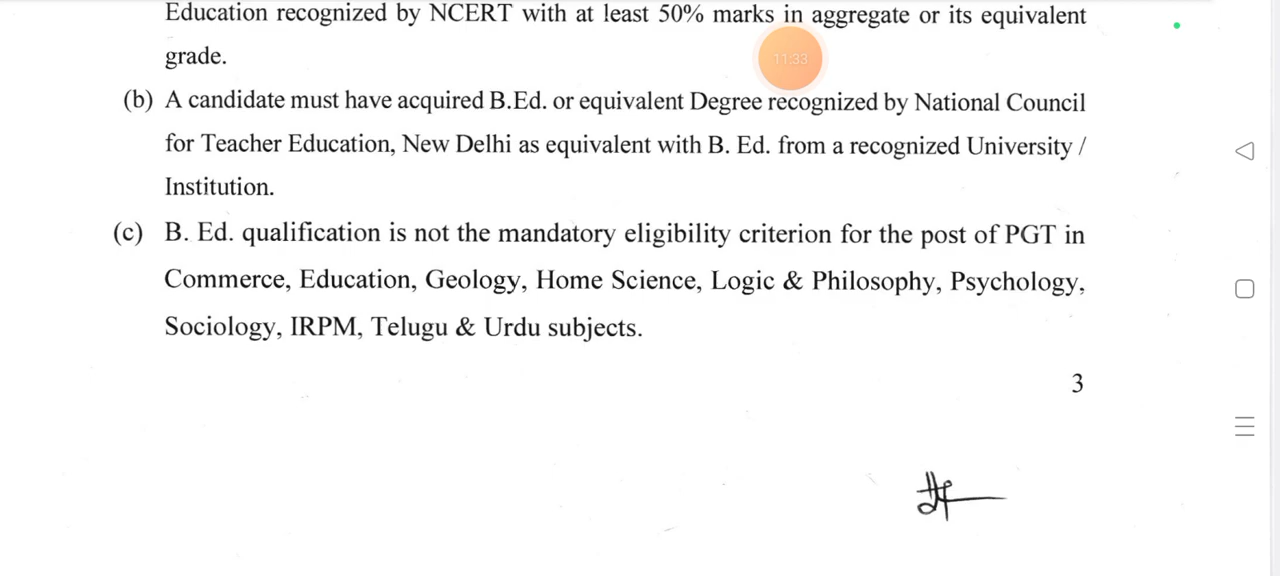 Education recognized by NCERT with at least 50% marks in aggregate or its equivalent
11:33
grade.
(b) A candidate must have acquired B.Ed. or equivalent Degree recognized by National Council
for Teacher Education, New Delhi as equivalent with B. Ed. from a recognized University /
Institution.
(c) B. Ed. qualification is not the mandatory eligibility criterion for the post of PGT in
Commerce, Education, Geology, Home Science, Logic & Philosophy, Psychology,
Sociology, IRPM, Telugu & Urdu subjects.
3